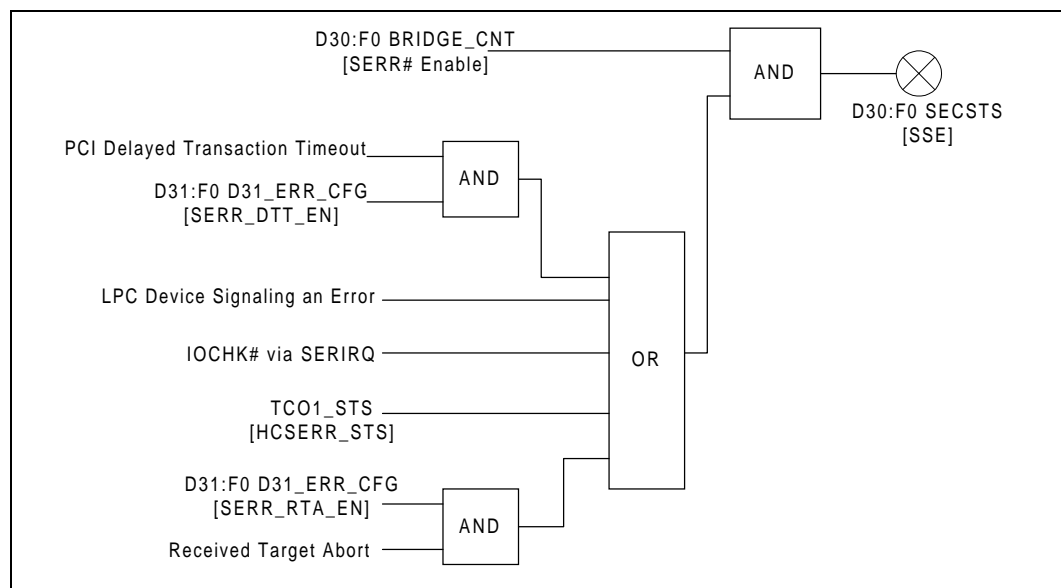 D30:F0 BRIDGE_CNT
[SERR# Enable]
AND
D30:F0 SECSTS
[SSE]
PCI Delayed Transaction Timeout
AND
D31:F0 D31_ERR_CFG
[SERR_DTT_EN]
LPC Device Signaling an Error
IOCHK# via SERIRQ
OR
TCO1_STS
[HCSERR_STS]
D31:F0 D31_ERR_CFG
[SERR_RTA_EN]
AND
Received Target Abort